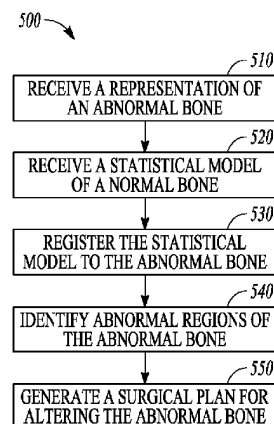 500
510
RECEIVE A REPRESENTATION OF
AN ABNORMAL BONE
520
RECEIVE A STATISTICAL MODEL
OF A NORMAL BONE
530
REGISTER THE STATISTICAL
MODEL TO THE ABNORMAL BONE
540
IDENTIFY ABNORMAL REGIONS OF
THE ABNORMAL BONE
550
GENERATE A SURGICAL PLAN FOR
ALTERING THE ABNORMAL BONE